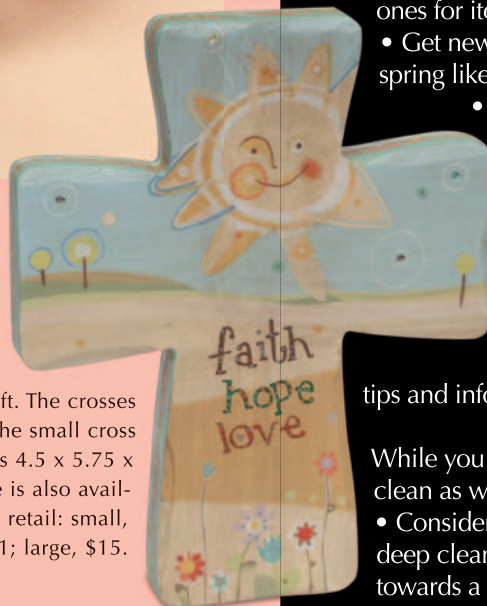 ones for ite
• Get new
spring like
•
faith
hope
love
ft. The crosses
he small cross
s 4.5 x 5.75 x
e is also avail-
retail: small,
1; large, $15.
tips and info
While you
clean as w
• Consider
deep clean
towards a